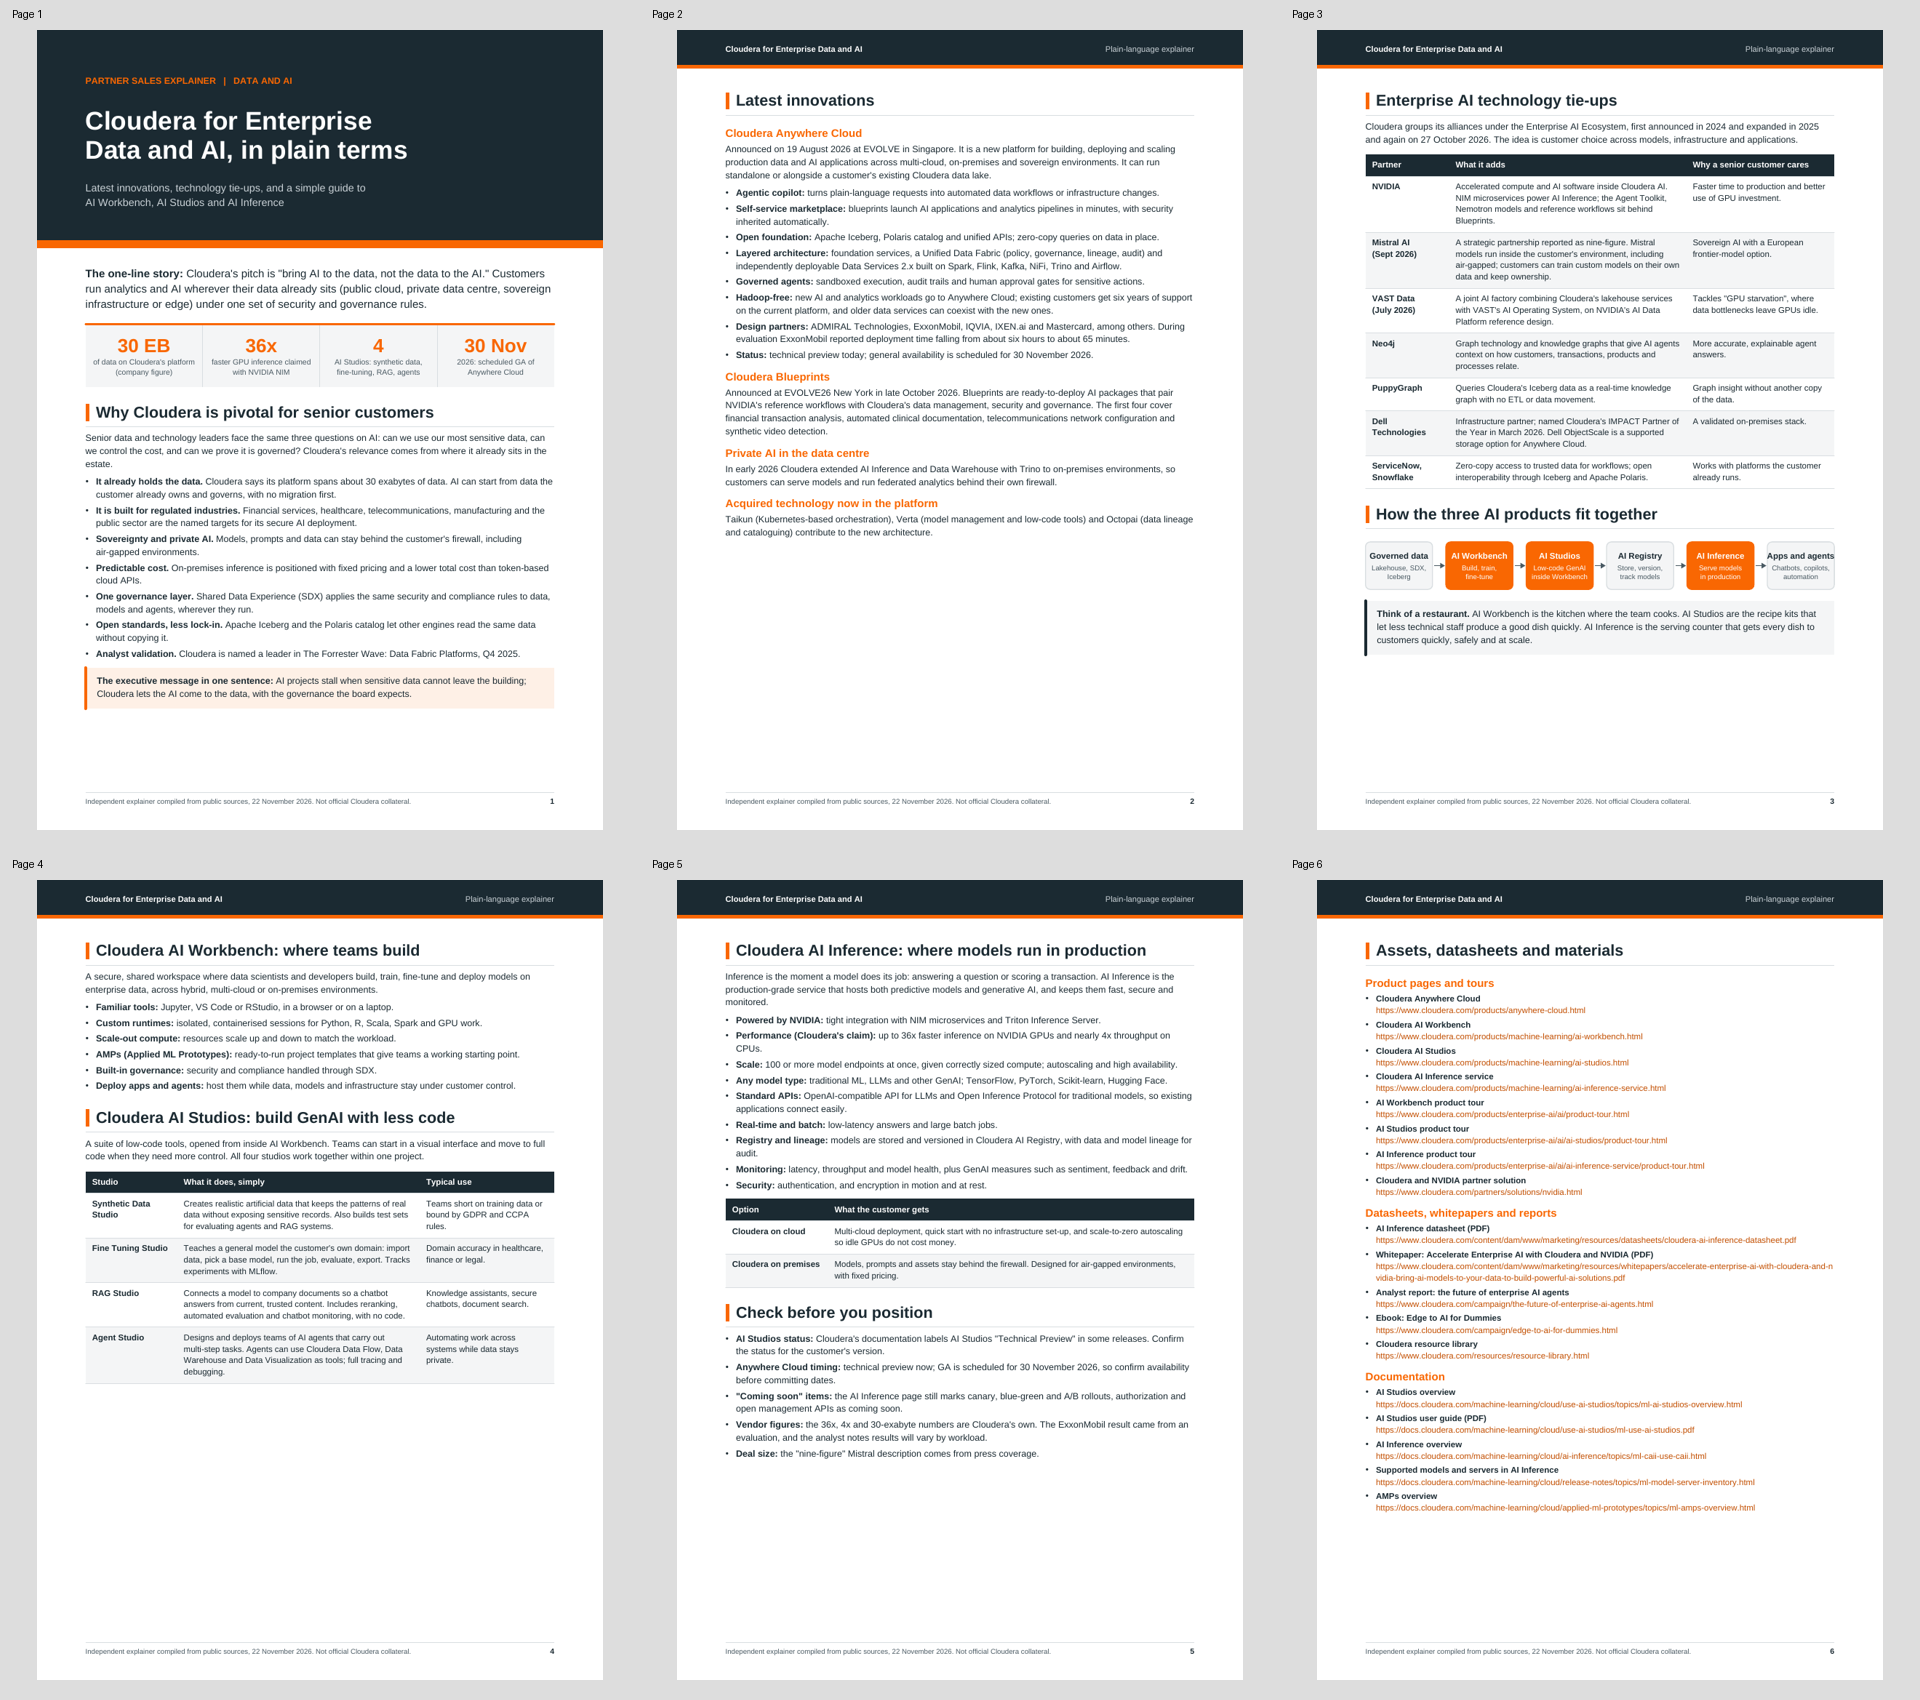 Page 1
PARTNER SALES EXPLAINER | DATA AND AI
Cloudera for Enterprise
Data and AI, in plain terms
Latest innovations, technology tie-ups, and a simple guide to
AI Workbench, AI Studios and AI Inference
The one-line story: Cloudera's pitch is "bring AI to the data, not the data to the AI." Customers
run analytics and AI wherever their data already sits (public cloud, private data centre, sovereign
infrastructure or edge) under one set of security and governance rules.
30 EB
of data on Cloudera's platform
(company figure)
36x
faster GPU inference claimed
with NVIDIA NIM
4
AI Studios: synthetic data,
fine-tuning, RAG, agents
30 Nov
2026: scheduled GA of
Anywhere Cloud
Why Cloudera is pivotal for senior customers
Senior data and technology leaders face the same three questions on AI: can we use our most sensitive data, can
we control the cost, and can we prove it is governed? Cloudera's relevance comes from where it already sits in the
estate.
• It already holds the data. Cloudera says its platform spans about 30 exabytes of data. AI can start from data the
customer already owns and governs, with no migration first.
• It is built for regulated industries. Financial services, healthcare, telecommunications, manufacturing and the
public sector are the named targets for its secure AI deployment.
• Sovereignty and private AI. Models, prompts and data can stay behind the customer's firewall, including
air-gapped environments.
• Predictable cost. On-premises inference is positioned with fixed pricing and a lower total cost than token-based
cloud APIs.
• One governance layer. Shared Data Experience (SDX) applies the same security and compliance rules to data,
models and agents, wherever they run.
• Open standards, less lock-in. Apache Iceberg and the Polaris catalog let other engines read the same data
without copying it.
• Analyst validation. Cloudera is named a leader in The Forrester Wave: Data Fabric Platforms, Q4 2025.
The executive message in one sentence: AI projects stall when sensitive data cannot leave the building;
Cloudera lets the AI come to the data, with the governance the board expects.
Independent explainer compiled from public sources, 22 November 2026. Not official Cloudera collateral.
1
Page 2
Cloudera for Enterprise Data and AI
Plain-language explainer
Latest innovations
Cloudera Anywhere Cloud
Announced on 19 August 2026 at EVOLVE in Singapore. It is a new platform for building, deploying and scaling
production data and AI applications across multi-cloud, on-premises and sovereign environments. It can run
standalone or alongside a customer's existing Cloudera data lake.
• Agentic copilot: turns plain-language requests into automated data workflows or infrastructure changes.
• Self-service marketplace: blueprints launch AI applications and analytics pipelines in minutes, with security
inherited automatically.
• Open foundation: Apache Iceberg, Polaris catalog and unified APIs; zero-copy queries on data in place.
• Layered architecture: foundation services, a Unified Data Fabric (policy, governance, lineage, audit) and
independently deployable Data Services 2.x built on Spark, Flink, Kafka, NiFi, Trino and Airflow.
• Governed agents: sandboxed execution, audit trails and human approval gates for sensitive actions.
• Hadoop-free: new AI and analytics workloads go to Anywhere Cloud; existing customers get six years of support
on the current platform, and older data services can coexist with the new ones.
• Design partners: ADMIRAL Technologies, ExxonMobil, IQVIA, IXEN.ai and Mastercard, among others. During
evaluation ExxonMobil reported deployment time falling from about six hours to about 65 minutes.
• Status: technical preview today; general availability is scheduled for 30 November 2026.
Cloudera Blueprints
Announced at EVOLVE26 New York in late October 2026. Blueprints are ready-to-deploy AI packages that pair
NVIDIA's reference workflows with Cloudera's data management, security and governance. The first four cover
financial transaction analysis, automated clinical documentation, telecommunications network configuration and
synthetic video detection.
Private AI in the data centre
In early 2026 Cloudera extended AI Inference and Data Warehouse with Trino to on-premises environments, so
customers can serve models and run federated analytics behind their own firewall.
Acquired technology now in the platform
Taikun (Kubernetes-based orchestration), Verta (model management and low-code tools) and Octopai (data lineage
and cataloguing) contribute to the new architecture.
Independent explainer compiled from public sources, 22 November 2026. Not official Cloudera collateral.
2
Page 3
Cloudera for Enterprise Data and AI
Plain-language explainer
Enterprise AI technology tie-ups
Cloudera groups its alliances under the Enterprise AI Ecosystem, first announced in 2024 and expanded in 2025
and again on 27 October 2026. The idea is customer choice across models, infrastructure and applications.
Partner
What it adds
Why a senior customer cares
NVIDIA
Accelerated compute and AI software inside Cloudera AI.
NIM microservices power AI Inference; the Agent Toolkit,
Nemotron models and reference workflows sit behind
Blueprints.
Faster time to production and better
use of GPU investment.
Mistral AI
(Sept 2026)
A strategic partnership reported as nine-figure. Mistral
models run inside the customer's environment, including
air-gapped; customers can train custom models on their own
data and keep ownership.
Sovereign AI with a European
frontier-model option.
VAST Data
(July 2026)
A joint AI factory combining Cloudera's lakehouse services
with VAST's AI Operating System, on NVIDIA's AI Data
Platform reference design.
Tackles "GPU starvation", where
data bottlenecks leave GPUs idle.
Neo4j
Graph technology and knowledge graphs that give AI agents
context on how customers, transactions, products and
processes relate.
More accurate, explainable agent
answers.
PuppyGraph
Queries Cloudera's Iceberg data as a real-time knowledge
graph with no ETL or data movement.
Graph insight without another copy
of the data.
Dell
Technologies
Infrastructure partner; named Cloudera's IMPACT Partner of
the Year in March 2026. Dell ObjectScale is a supported
storage option for Anywhere Cloud.
A validated on-premises stack.
ServiceNow,
Snowflake
Zero-copy access to trusted data for workflows; open
interoperability through Iceberg and Apache Polaris.
Works with platforms the customer
already runs.
How the three AI products fit together
Governed data
Lakehouse, SDX,
Iceberg
AI Workbench
Build, train,
fine-tune
AI Studios
Low-code GenAI
inside Workbench
AI Registry
Store, version,
track models
AI Inference
Serve models
in production
Apps and agents
Chatbots, copilots,
automation
Think of a restaurant. AI Workbench is the kitchen where the team cooks. AI Studios are the recipe kits that
let less technical staff produce a good dish quickly. AI Inference is the serving counter that gets every dish to
customers quickly, safely and at scale.
Independent explainer compiled from public sources, 22 November 2026. Not official Cloudera collateral.
3
Page 4
Cloudera for Enterprise Data and AI
Plain-language explainer
Cloudera AI Workbench: where teams build
A secure, shared workspace where data scientists and developers build, train, fine-tune and deploy models on
enterprise data, across hybrid, multi-cloud or on-premises environments.
• Familiar tools: Jupyter, VS Code or RStudio, in a browser or on a laptop.
• Custom runtimes: isolated, containerised sessions for Python, R, Scala, Spark and GPU work.
• Scale-out compute: resources scale up and down to match the workload.
• AMPs (Applied ML Prototypes): ready-to-run project templates that give teams a working starting point.
• Built-in governance: security and compliance handled through SDX.
• Deploy apps and agents: host them while data, models and infrastructure stay under customer control.
Cloudera AI Studios: build GenAI with less code
A suite of low-code tools, opened from inside AI Workbench. Teams can start in a visual interface and move to full
code when they need more control. All four studios work together within one project.
Studio
What it does, simply
Typical use
Synthetic Data
Studio
Creates realistic artificial data that keeps the patterns of real
data without exposing sensitive records. Also builds test sets
for evaluating agents and RAG systems.
Teams short on training data or
bound by GDPR and CCPA
rules.
Fine Tuning Studio
Teaches a general model the customer's own domain: import
data, pick a base model, run the job, evaluate, export. Tracks
experiments with MLflow.
Domain accuracy in healthcare,
finance or legal.
RAG Studio
Connects a model to company documents so a chatbot
answers from current, trusted content. Includes reranking,
automated evaluation and chatbot monitoring, with no code.
Knowledge assistants, secure
chatbots, document search.
Agent Studio
Designs and deploys teams of AI agents that carry out
multi-step tasks. Agents can use Cloudera Data Flow, Data
Warehouse and Data Visualization as tools; full tracing and
debugging.
Automating work across
systems while data stays
private.
Independent explainer compiled from public sources, 22 November 2026. Not official Cloudera collateral.
4
Page 5
Cloudera for Enterprise Data and AI
Plain-language explainer
Cloudera AI Inference: where models run in production
Inference is the moment a model does its job: answering a question or scoring a transaction. AI Inference is the
production-grade service that hosts both predictive models and generative AI, and keeps them fast, secure and
monitored.
• Powered by NVIDIA: tight integration with NIM microservices and Triton Inference Server.
• Performance (Cloudera's claim): up to 36x faster inference on NVIDIA GPUs and nearly 4x throughput on
CPUs.
• Scale: 100 or more model endpoints at once, given correctly sized compute; autoscaling and high availability.
• Any model type: traditional ML, LLMs and other GenAI; TensorFlow, PyTorch, Scikit-learn, Hugging Face.
• Standard APIs: OpenAI-compatible API for LLMs and Open Inference Protocol for traditional models, so existing
applications connect easily.
• Real-time and batch: low-latency answers and large batch jobs.
• Registry and lineage: models are stored and versioned in Cloudera AI Registry, with data and model lineage for
audit.
• Monitoring: latency, throughput and model health, plus GenAI measures such as sentiment, feedback and drift.
• Security: authentication, and encryption in motion and at rest.
Option
What the customer gets
Cloudera on cloud
Multi-cloud deployment, quick start with no infrastructure set-up, and scale-to-zero autoscaling
so idle GPUs do not cost money.
Cloudera on premises
Models, prompts and assets stay behind the firewall. Designed for air-gapped environments,
with fixed pricing.
Check before you position
• AI Studios status: Cloudera's documentation labels AI Studios "Technical Preview" in some releases. Confirm
the status for the customer's version.
• Anywhere Cloud timing: technical preview now; GA is scheduled for 30 November 2026, so confirm availability
before committing dates.
• "Coming soon" items: the AI Inference page still marks canary, blue-green and A/B rollouts, authorization and
open management APIs as coming soon.
• Vendor figures: the 36x, 4x and 30-exabyte numbers are Cloudera's own. The ExxonMobil result came from an
evaluation, and the analyst notes results will vary by workload.
• Deal size: the "nine-figure" Mistral description comes from press coverage.
Independent explainer compiled from public sources, 22 November 2026. Not official Cloudera collateral.
5
Page 6
Cloudera for Enterprise Data and AI
Plain-language explainer
Assets, datasheets and materials
Product pages and tours
• Cloudera Anywhere Cloud
https://www.cloudera.com/products/anywhere-cloud.html
• Cloudera AI Workbench
https://www.cloudera.com/products/machine-learning/ai-workbench.html
• Cloudera AI Studios
https://www.cloudera.com/products/machine-learning/ai-studios.html
• Cloudera AI Inference service
https://www.cloudera.com/products/machine-learning/ai-inference-service.html
• AI Workbench product tour
https://www.cloudera.com/products/enterprise-ai/ai/product-tour.html
• AI Studios product tour
https://www.cloudera.com/products/enterprise-ai/ai/ai-studios/product-tour.html
• AI Inference product tour
https://www.cloudera.com/products/enterprise-ai/ai/ai-inference-service/product-tour.html
• Cloudera and NVIDIA partner solution
https://www.cloudera.com/partners/solutions/nvidia.html
Datasheets, whitepapers and reports
• AI Inference datasheet (PDF)
https://www.cloudera.com/content/dam/www/marketing/resources/datasheets/cloudera-ai-inference-datasheet.pdf
• Whitepaper: Accelerate Enterprise AI with Cloudera and NVIDIA (PDF)
https://www.cloudera.com/content/dam/www/marketing/resources/whitepapers/accelerate-enterprise-ai-with-cloudera-and-n
vidia-bring-ai-models-to-your-data-to-build-powerful-ai-solutions.pdf
• Analyst report: the future of enterprise AI agents
https://www.cloudera.com/campaign/the-future-of-enterprise-ai-agents.html
• Ebook: Edge to AI for Dummies
https://www.cloudera.com/campaign/edge-to-ai-for-dummies.html
• Cloudera resource library
https://www.cloudera.com/resources/resource-library.html
Documentation
• AI Studios overview
https://docs.cloudera.com/machine-learning/cloud/use-ai-studios/topics/ml-ai-studios-overview.html
• AI Studios user guide (PDF)
https://docs.cloudera.com/machine-learning/cloud/use-ai-studios/ml-use-ai-studios.pdf
• AI Inference overview
https://docs.cloudera.com/machine-learning/cloud/ai-inference/topics/ml-caii-use-caii.html
• Supported models and servers in AI Inference
https://docs.cloudera.com/machine-learning/cloud/release-notes/topics/ml-model-server-inventory.html
• AMPs overview
https://docs.cloudera.com/machine-learning/cloud/applied-ml-prototypes/topics/ml-amps-overview.html
Independent explainer compiled from public sources, 22 November 2026. Not official Cloudera collateral.
6